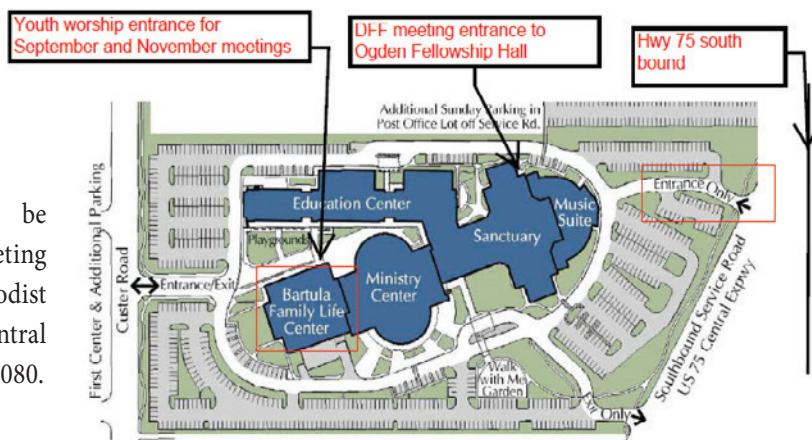 Youth worship entrance for
September and November meetings
DFF meeting entrance to
Ogden Fellowship Hall
Hwy 75 south
bound
Additional Sunday Parking in
Post Office Lot off Service Rd.
be
eting
odist
ntral
080.
First Center & Additional Parking
Custer Road
Entrance/Exit
Education Center
Playgrounds
Bartula
Family Life
Center
Ministry
Center
Sanctuary
Music
Suite
Entrance Only
Walk
with Me
Garden
Exit Only
Southbound Service Road
US 75 Central Expwy